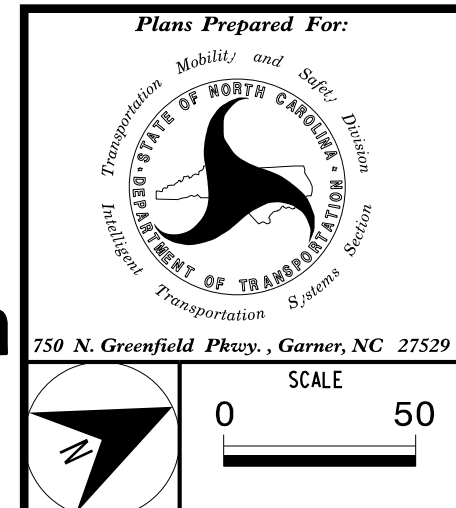 Plans Prepared For:
Transportation Mobility and Safety Division
STATE OF NORTH CAROLINA
DEPARTMENT OF TRANSPORTATION
Intelligent Transportation Systems Section
750 N. Greenfield Pkwy. , Garner, NC 27529
N
SCALE
0 50